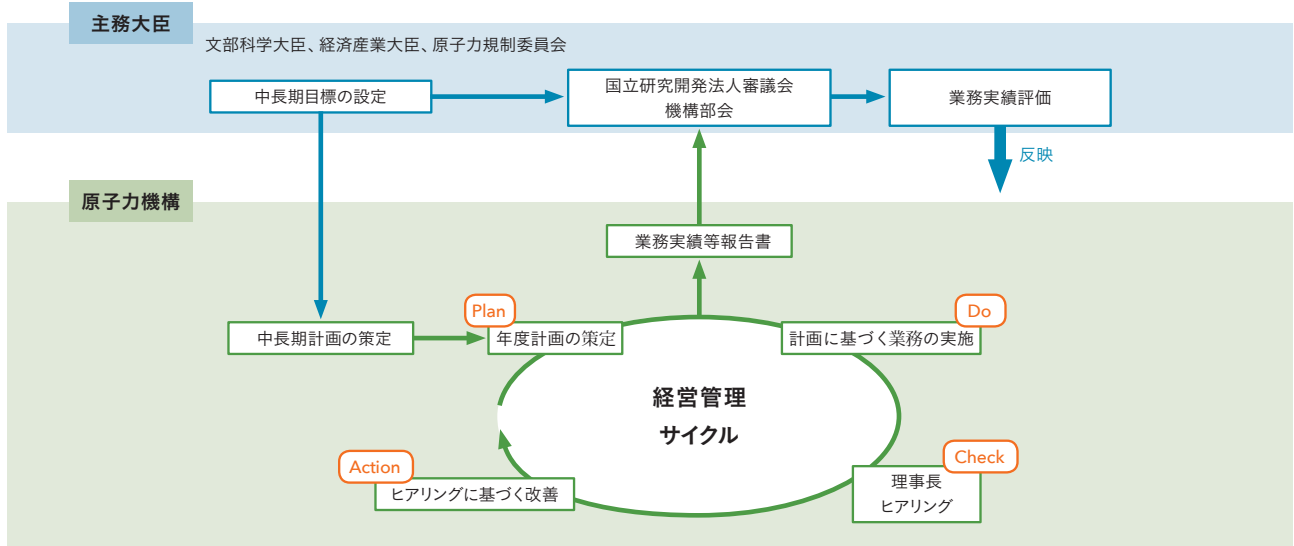 主務大臣
文部科学大臣、経済産業大臣、原子力規制委員会
中長期目標の設定
国立研究開発法人審議会
機構部会
業務実績評価
反映
原子力機構
業務実績等報告書
Plan
Do
中長期計画の策定
年度計画の策定
計画に基づく業務の実施
経営管理
サイクル
Action
Check
ヒアリングに基づく改善
理事長
ヒアリング